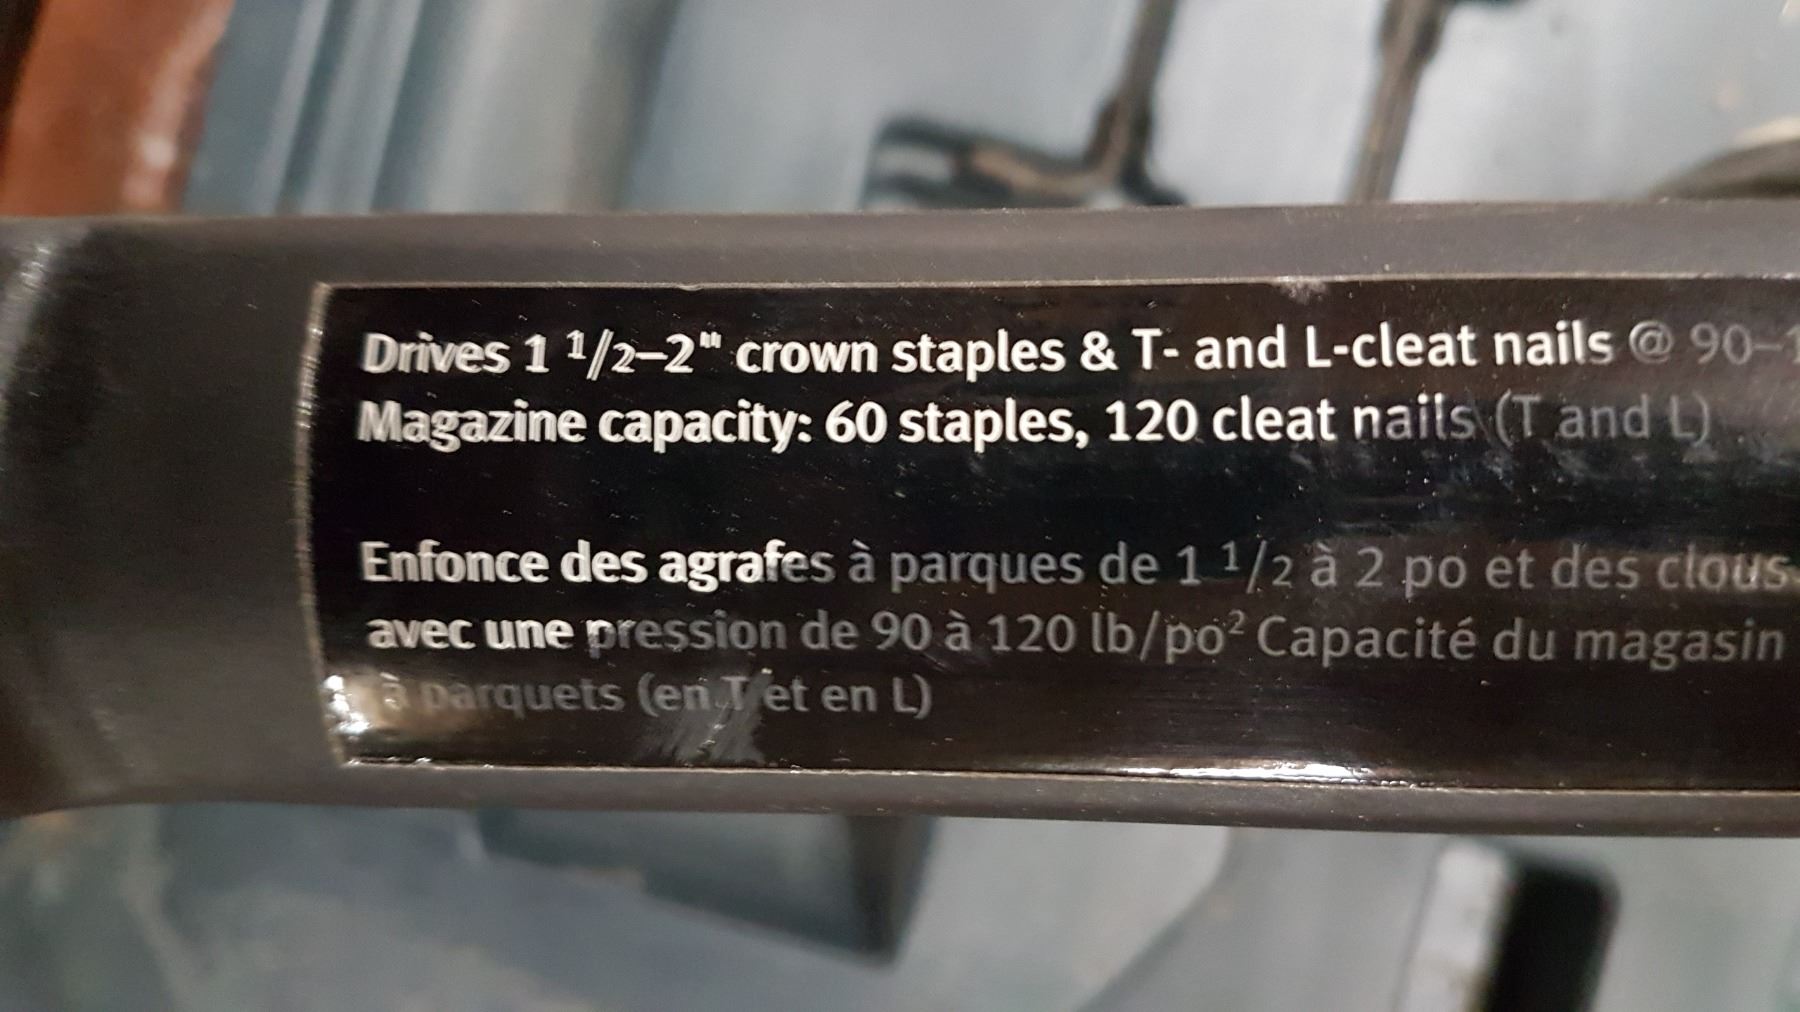 Drives 1 1/2–2" crown staples & T- and L-cleat nails @ 90–1
Magazine capacity: 60 staples, 120 cleat nails (T and L)
Enfonce des agrafes à parques de 1 1/2 à 2 po et des clous
avec une pression de 90 à 120 lb/po² Capacité du magasin
à parquets (en T et en L)